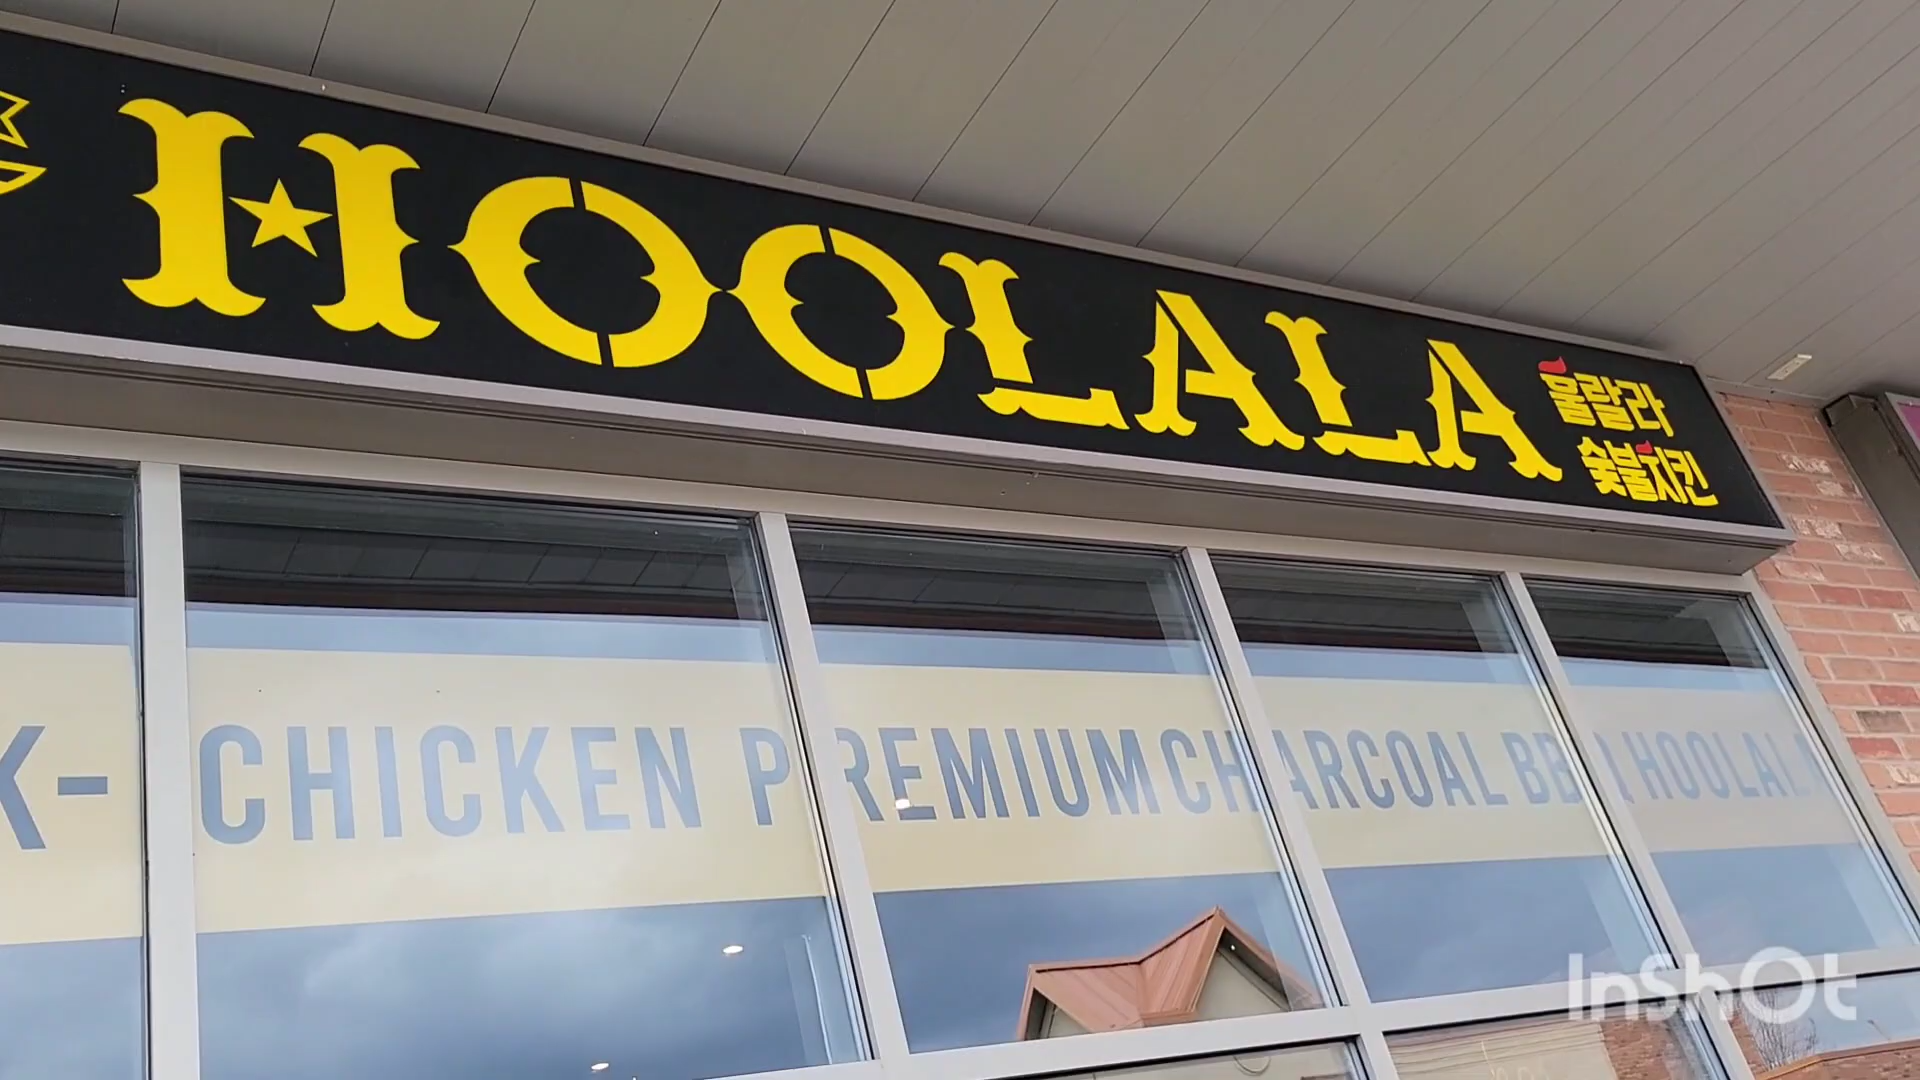 HOOLALA
훌랄라
숯불치킨
K- CHICKEN PREMIUM CHARCOAL BBQ HOOLALA
InShOt